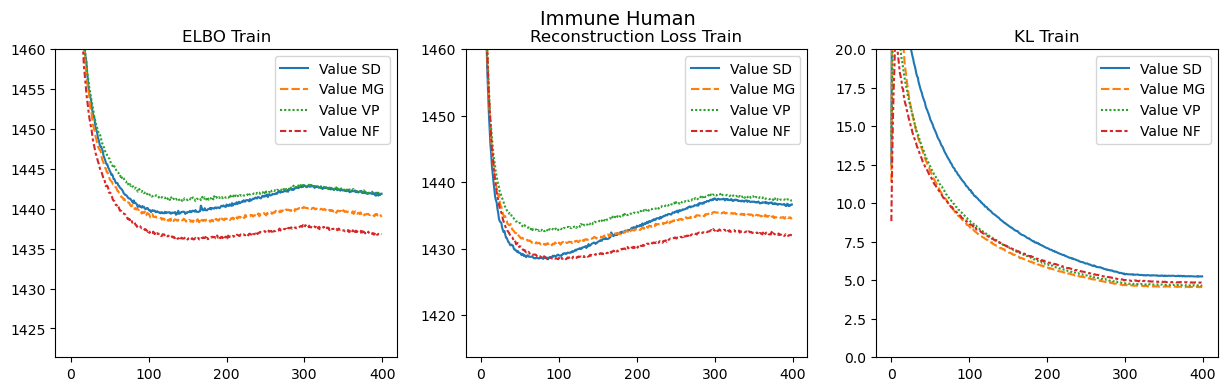 Immune Human
ELBO Train
1460
1455
1450
1445
1440
1435
1430
1425
0 100 200 300 400
Value SD
Value MG
Value VP
Value NF
Reconstruction Loss Train
1460
1450
1440
1430
1420
0 100 200 300 400
Value SD
Value MG
Value VP
Value NF
KL Train
20.0
17.5
15.0
12.5
10.0
7.5
5.0
2.5
0.0
0 100 200 300 400
Value SD
Value MG
Value VP
Value NF